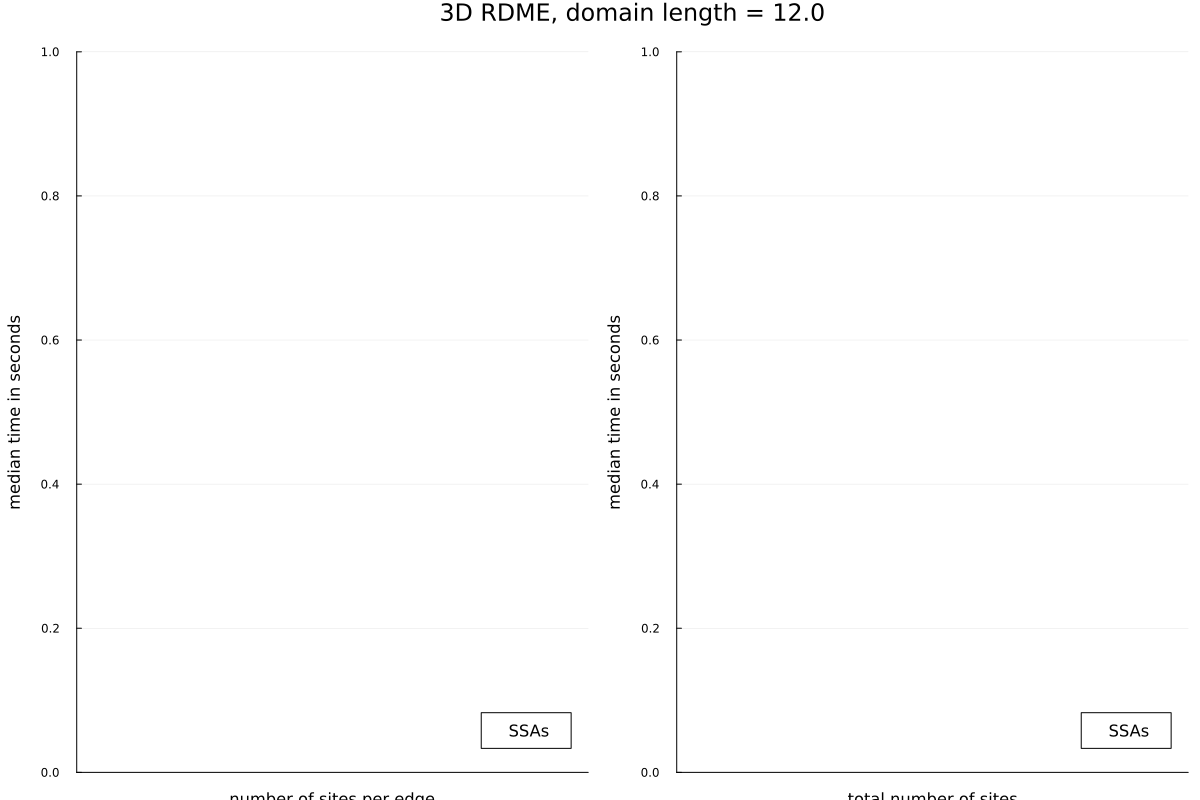 3D RDME, domain length = 12.0
median time in seconds
1.0
0.8
0.6
0.4
0.2
0.0
SSAs
number of sites per edge
median time in seconds
1.0
0.8
0.6
0.4
0.2
0.0
SSAs
total number of sites